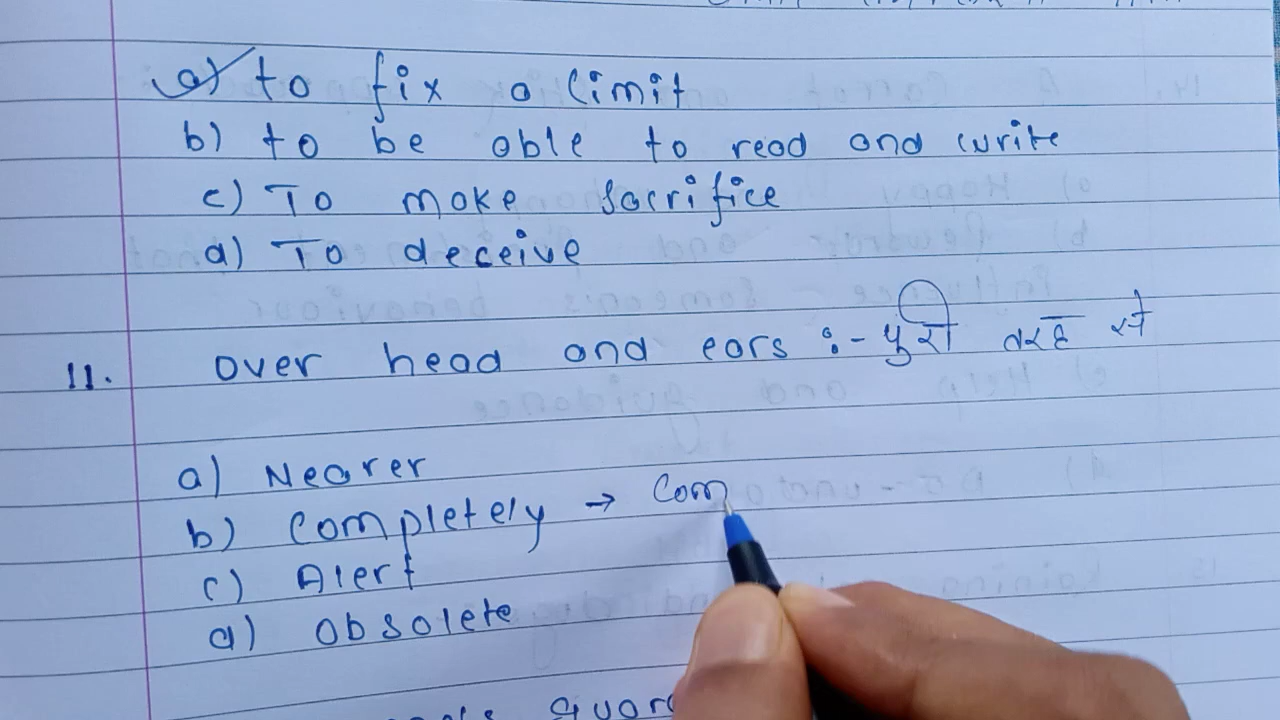 a) to fix a limit
b) to be able to read and write
c) To make sacrifice
d) To deceive
11. over head and ears :- पुरी तरह से
a) Nearer
b) Completely → Com
c) Alert
d) Obsolete